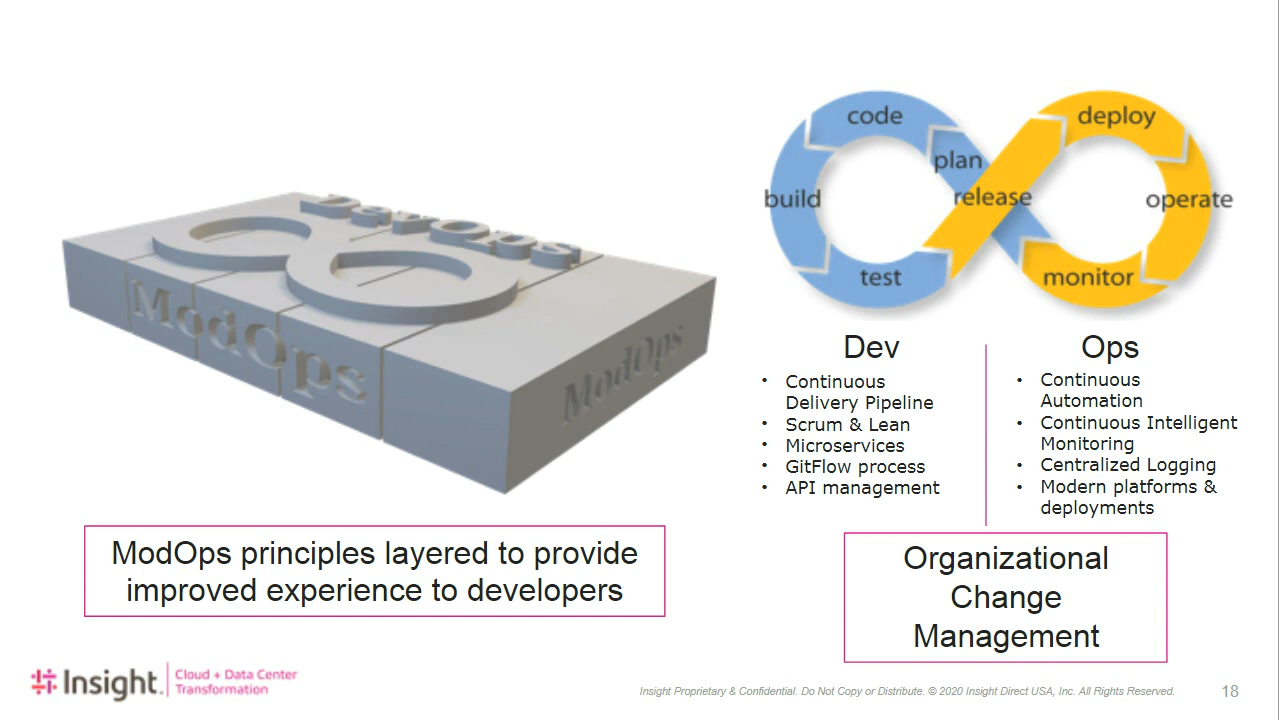 DevOps
ModOps
ModOps
ModOps principles layered to provide
improved experience to developers
code
plan
build
release
test
deploy
operate
monitor
Dev
• Continuous
Delivery Pipeline
• Scrum & Lean
• Microservices
• GitFlow process
• API management
Ops
• Continuous
Automation
• Continuous Intelligent
Monitoring
• Centralized Logging
• Modern platforms &
deployments
Organizational
Change
Management
Insight.
Cloud + Data Center
Transformation
Insight Proprietary & Confidential. Do Not Copy or Distribute. © 2020 Insight Direct USA, Inc. All Rights Reserved.
18